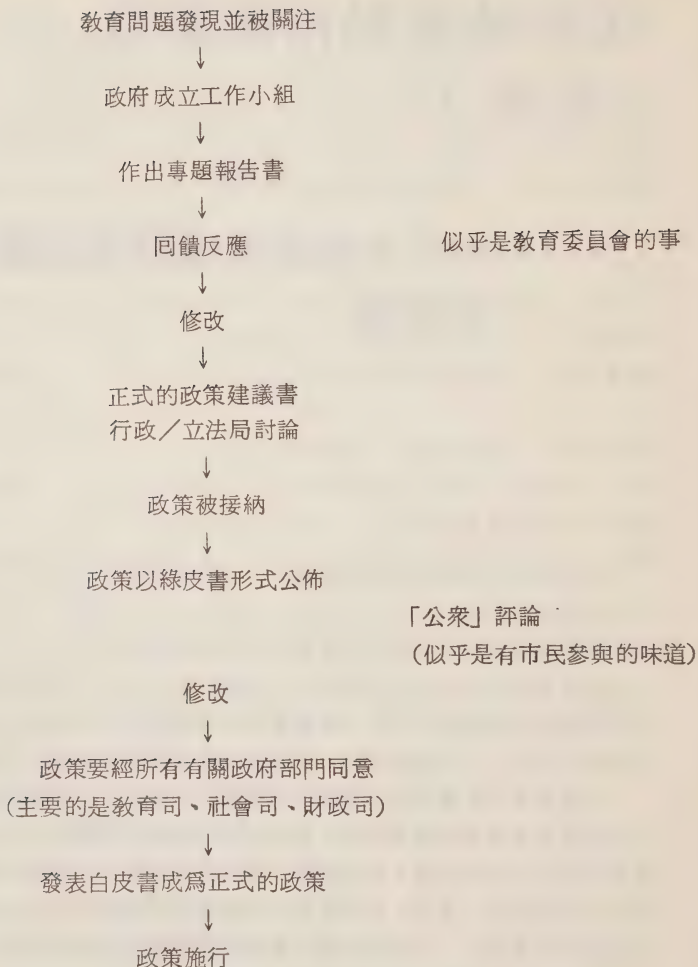 教育問題發現並被關注
↓
政府成立工作小組
↓
作出專題報告書
↓
回饋反應
似乎是教育委員會的事
↓
修改
↓
正式的政策建議書
行政／立法局討論
↓
政策被接納
↓
政策以綠皮書形式公佈
「公衆」評論
(似乎是有市民參與的味道)
修改
↓
政策要經所有有關政府部門同意
(主要的是教育司、社會司、財政司)
↓
發表白皮書成爲正式的政策
↓
政策施行